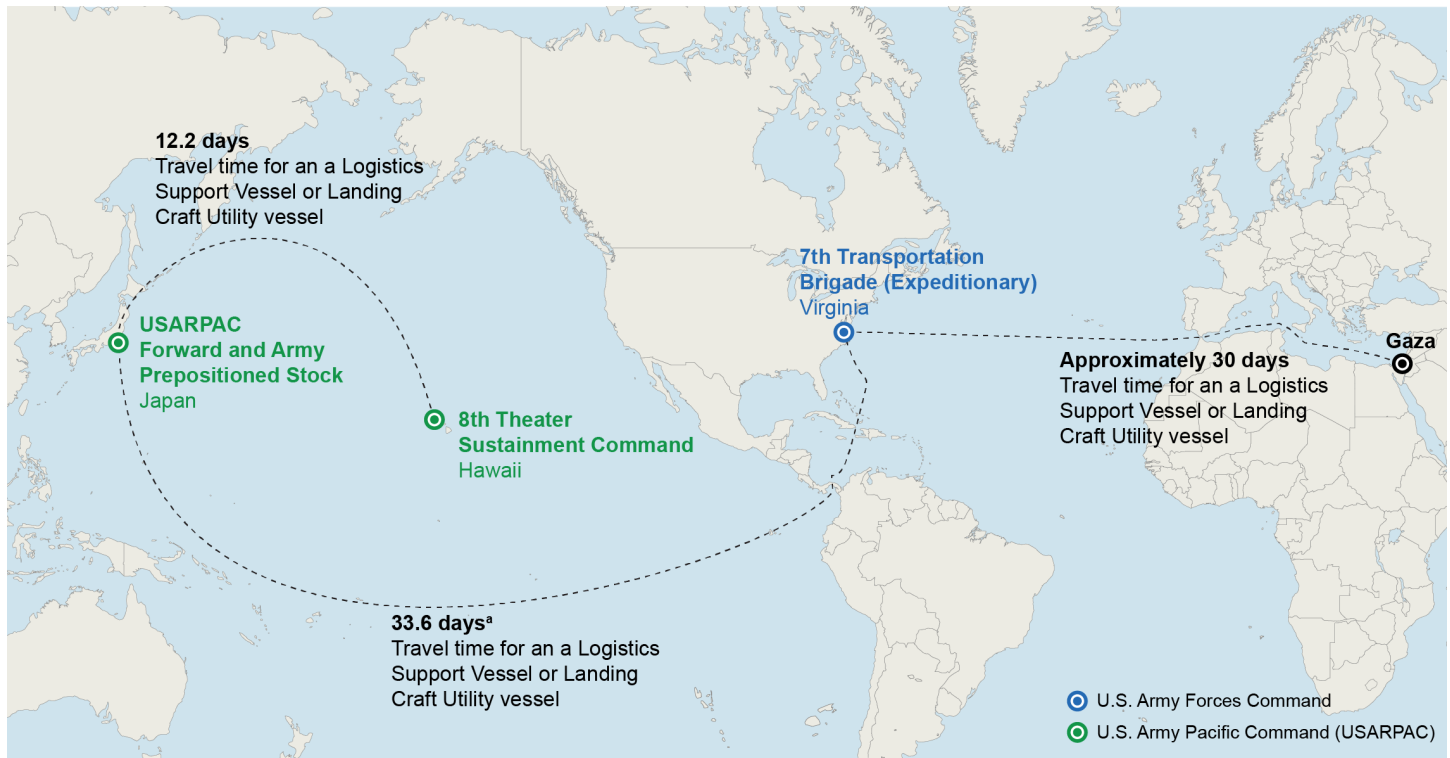 12.2 days
Travel time for an a Logistics
Support Vessel or Landing
Craft Utility vessel
7th Transportation
Brigade (Expeditionary)
Virginia
USARPAC
Forward and Army
Prepositioned Stock
Japan
Gaza
Approximately 30 days
Travel time for an a Logistics
Support Vessel or Landing
Craft Utility vessel
8th Theater
Sustainment Command
Hawaii
33.6 daysᵃ
Travel time for an a Logistics
Support Vessel or Landing
Craft Utility vessel
U.S. Army Forces Command
U.S. Army Pacific Command (USARPAC)